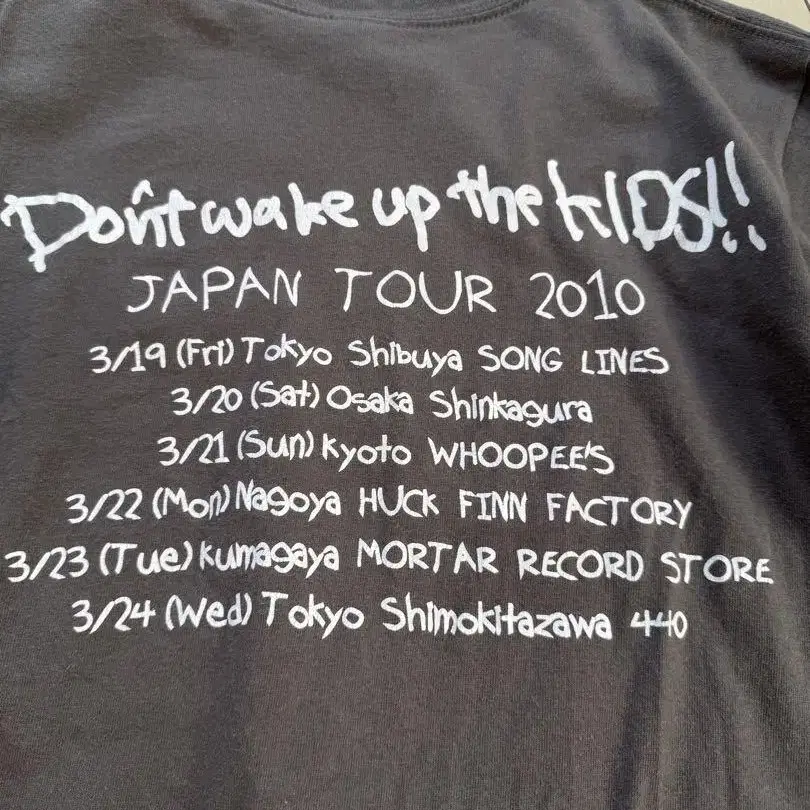 Don't wake up the KIDS!!
JAPAN TOUR 2010
3/19 (Fri) Tokyo Shibuya SONG LINES
3/20 (Sat) Osaka Shinkagura
3/21 (Sun) Kyoto WHOOPEE'S
3/22 (Mon) Nagoya HUCK FINN FACTORY
3/23 (Tue) Kumagaya MORTAR RECORD STORE
3/24 (Wed) Tokyo Shimokitazawa 440